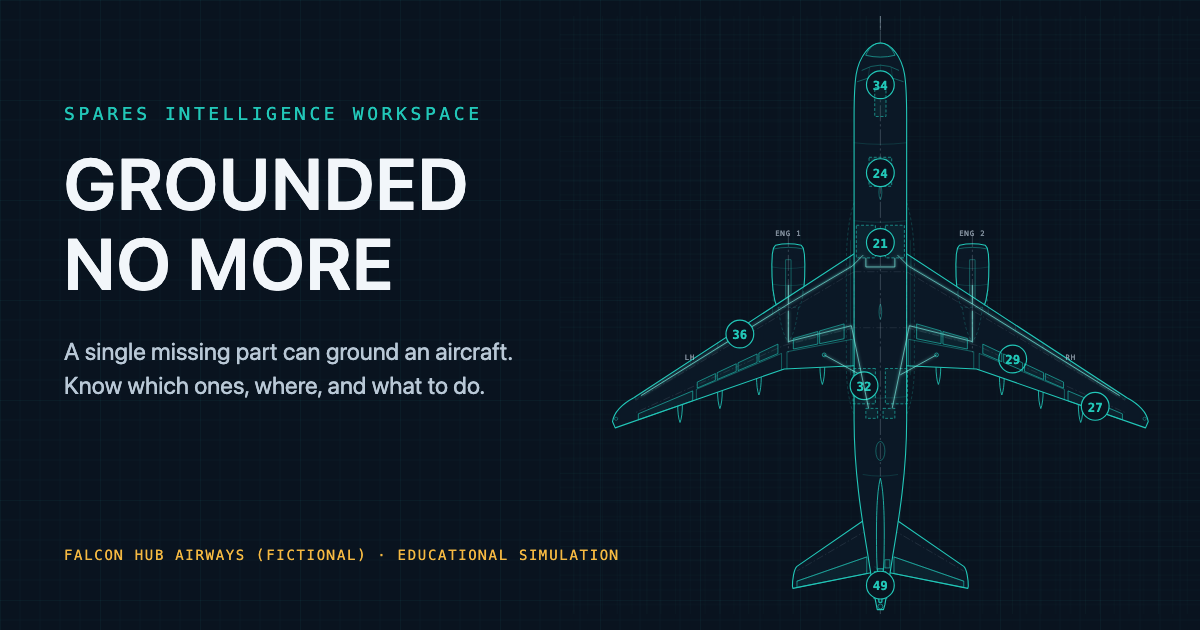 SPARES INTELLIGENCE WORKSPACE
GROUNDED
NO MORE
A single missing part can ground an aircraft.
Know which ones, where, and what to do.
FALCON HUB AIRWAYS (FICTIONAL) · EDUCATIONAL SIMULATION
34
24
21
ENG 1
ENG 2
36
LH
29
RH
32
27
49